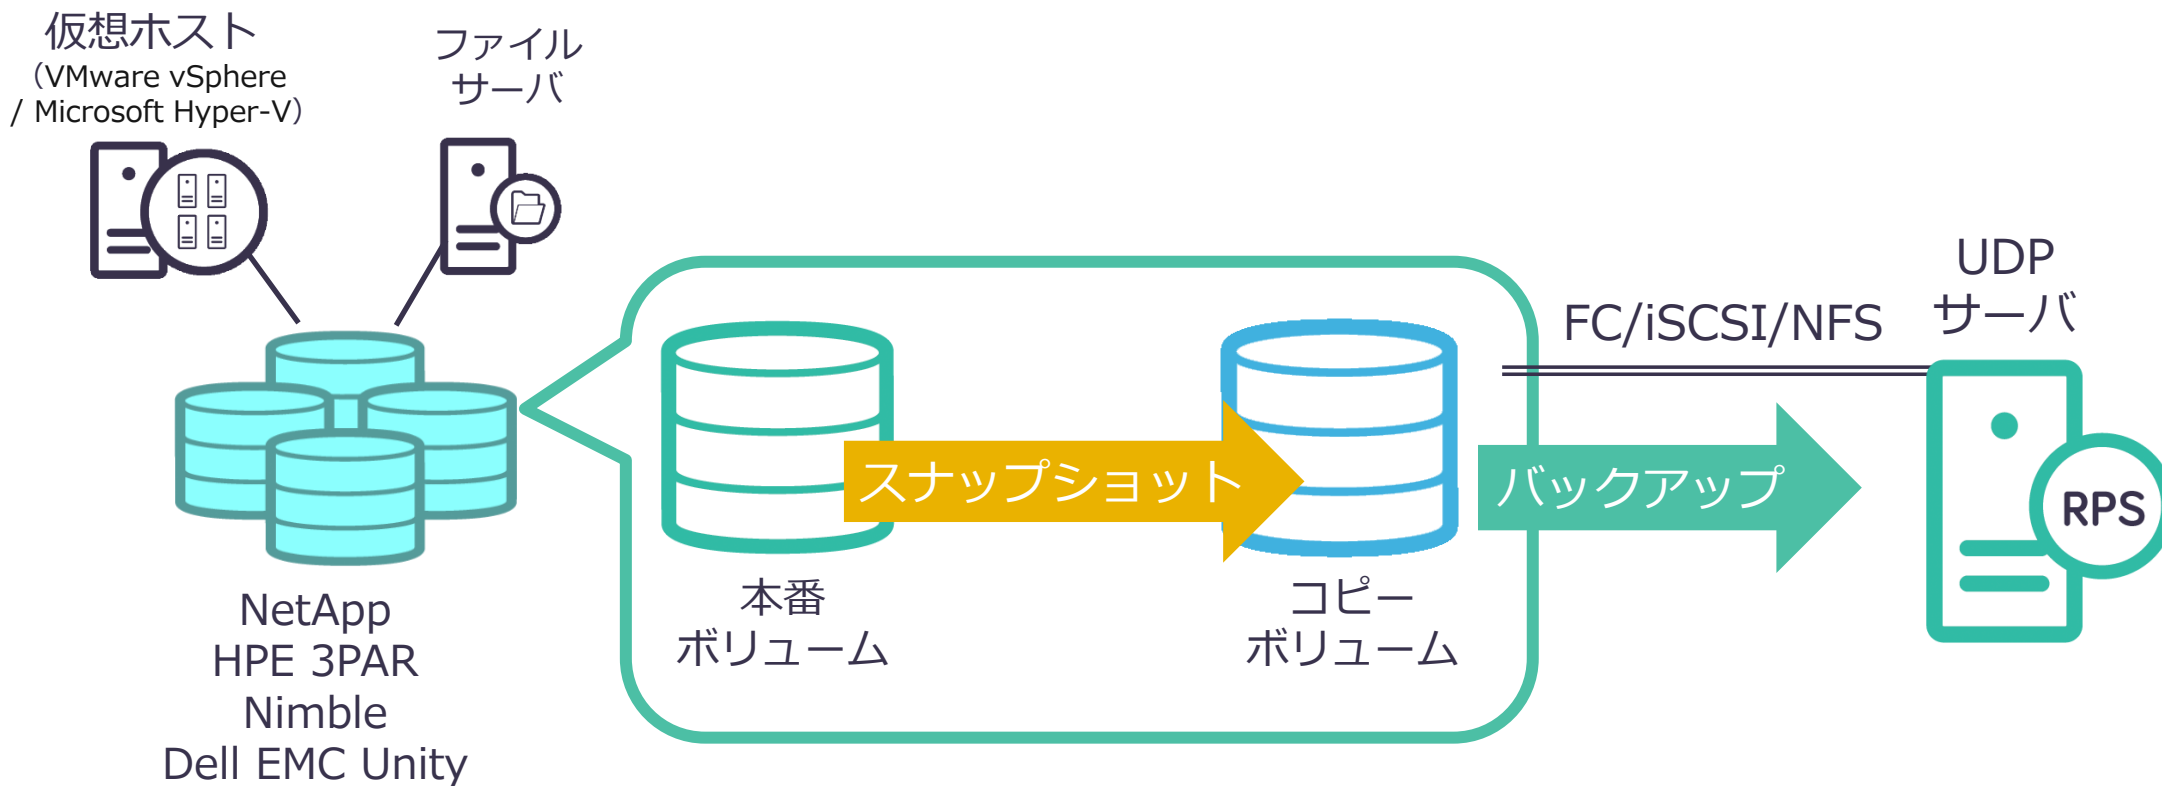 仮想ホスト
（VMware vSphere
/ Microsoft Hyper-V）
ファイル
サーバ
NetApp
HPE 3PAR
Nimble
Dell EMC Unity
スナップショット
本番
ボリューム
コピー
ボリューム
FC/iSCSI/NFS
バックアップ
UDP
サーバ
RPS